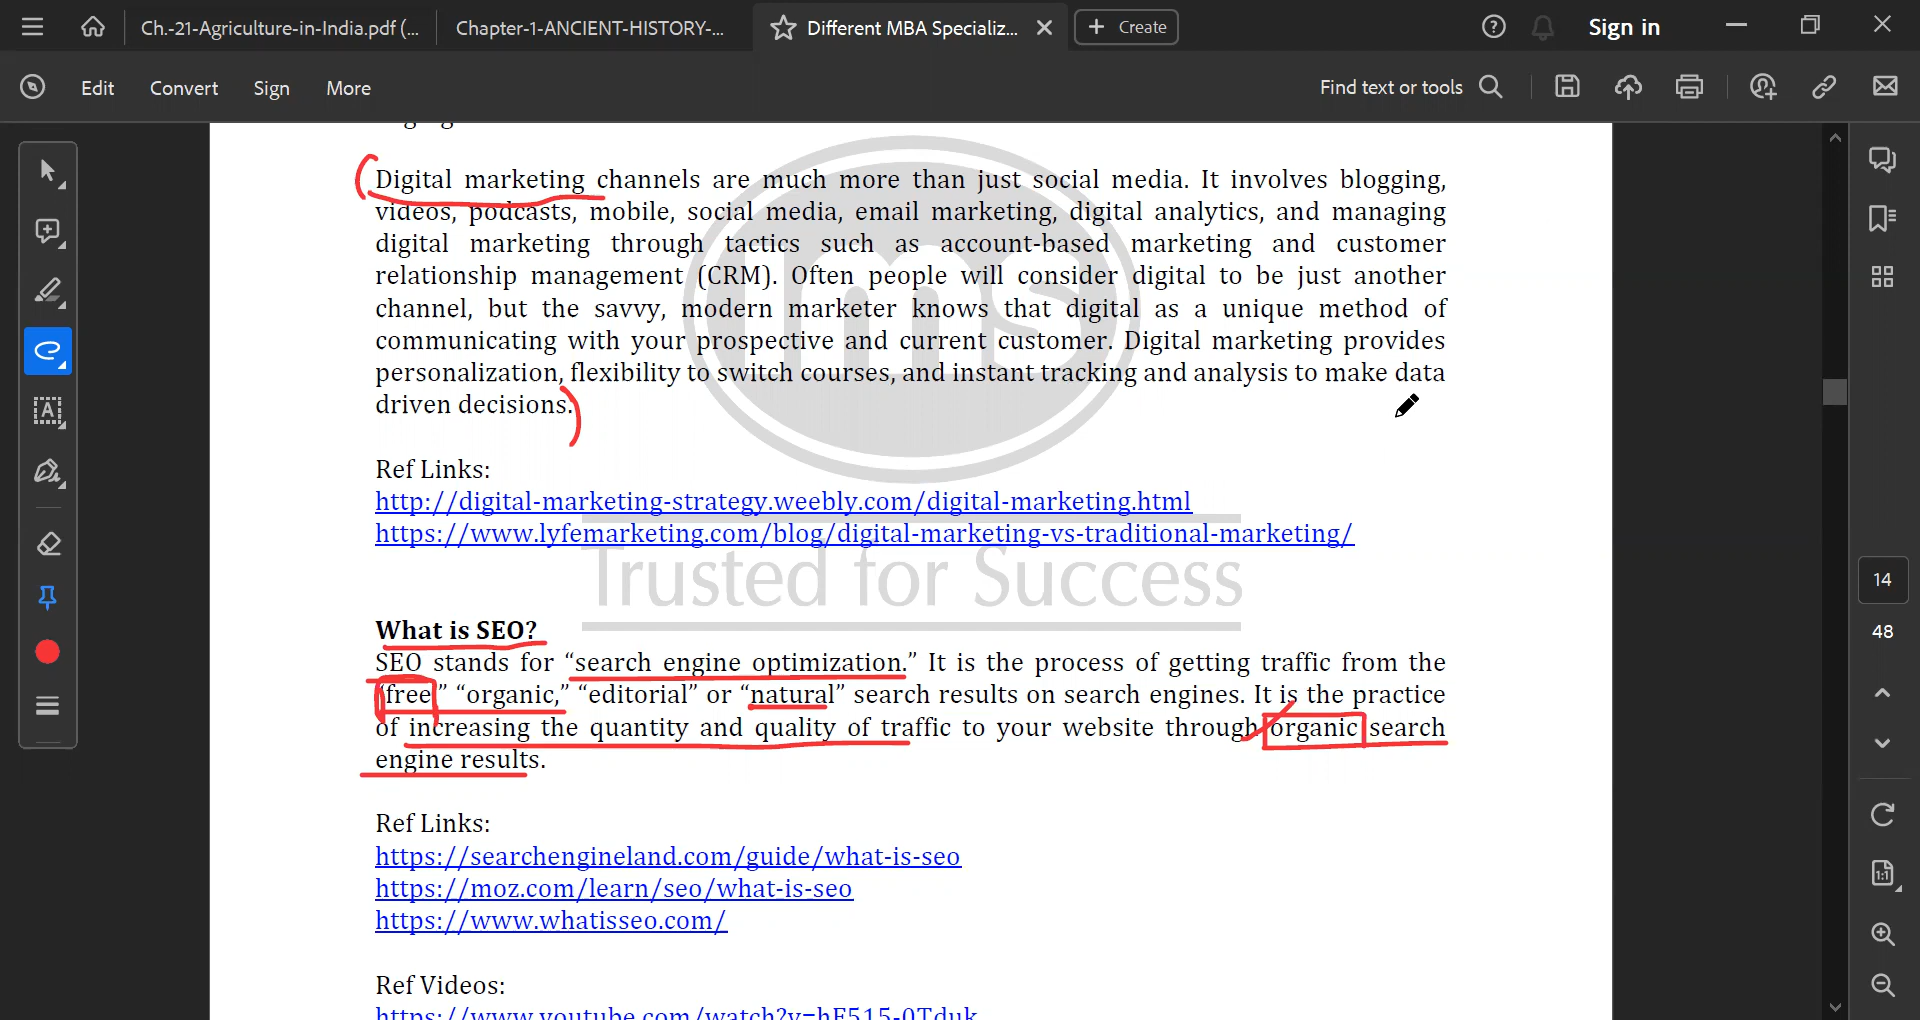 Ch.-21-Agriculture-in-India.pdf (...
Chapter-1-ANCIENT-HISTORY-...
Different MBA Specializ...
Create
Sign in
Edit
Convert
Sign
More
Find text or tools
Digital marketing channels are much more than just social media. It involves blogging,
videos, podcasts, mobile, social media, email marketing, digital analytics, and managing
digital marketing through tactics such as account-based marketing and customer
relationship management (CRM). Often people will consider digital to be just another
channel, but the savvy, modern marketer knows that digital as a unique method of
communicating with your prospective and current customer. Digital marketing provides
personalization, flexibility to switch courses, and instant tracking and analysis to make data
driven decisions.
ims
Ref Links:
http://digital-marketing-strategy.weebly.com/digital-marketing.html
https://www.lyfemarketing.com/blog/digital-marketing-vs-traditional-marketing/
Trusted for Success
What is SEO?
SEO stands for “search engine optimization.” It is the process of getting traffic from the
“free” “organic,” “editorial” or “natural” search results on search engines. It is the practice
of increasing the quantity and quality of traffic to your website through organic search
engine results.
Ref Links:
https://searchengineland.com/guide/what-is-seo
https://moz.com/learn/seo/what-is-seo
https://www.whatisseo.com/
Ref Videos:
14
48
1:1